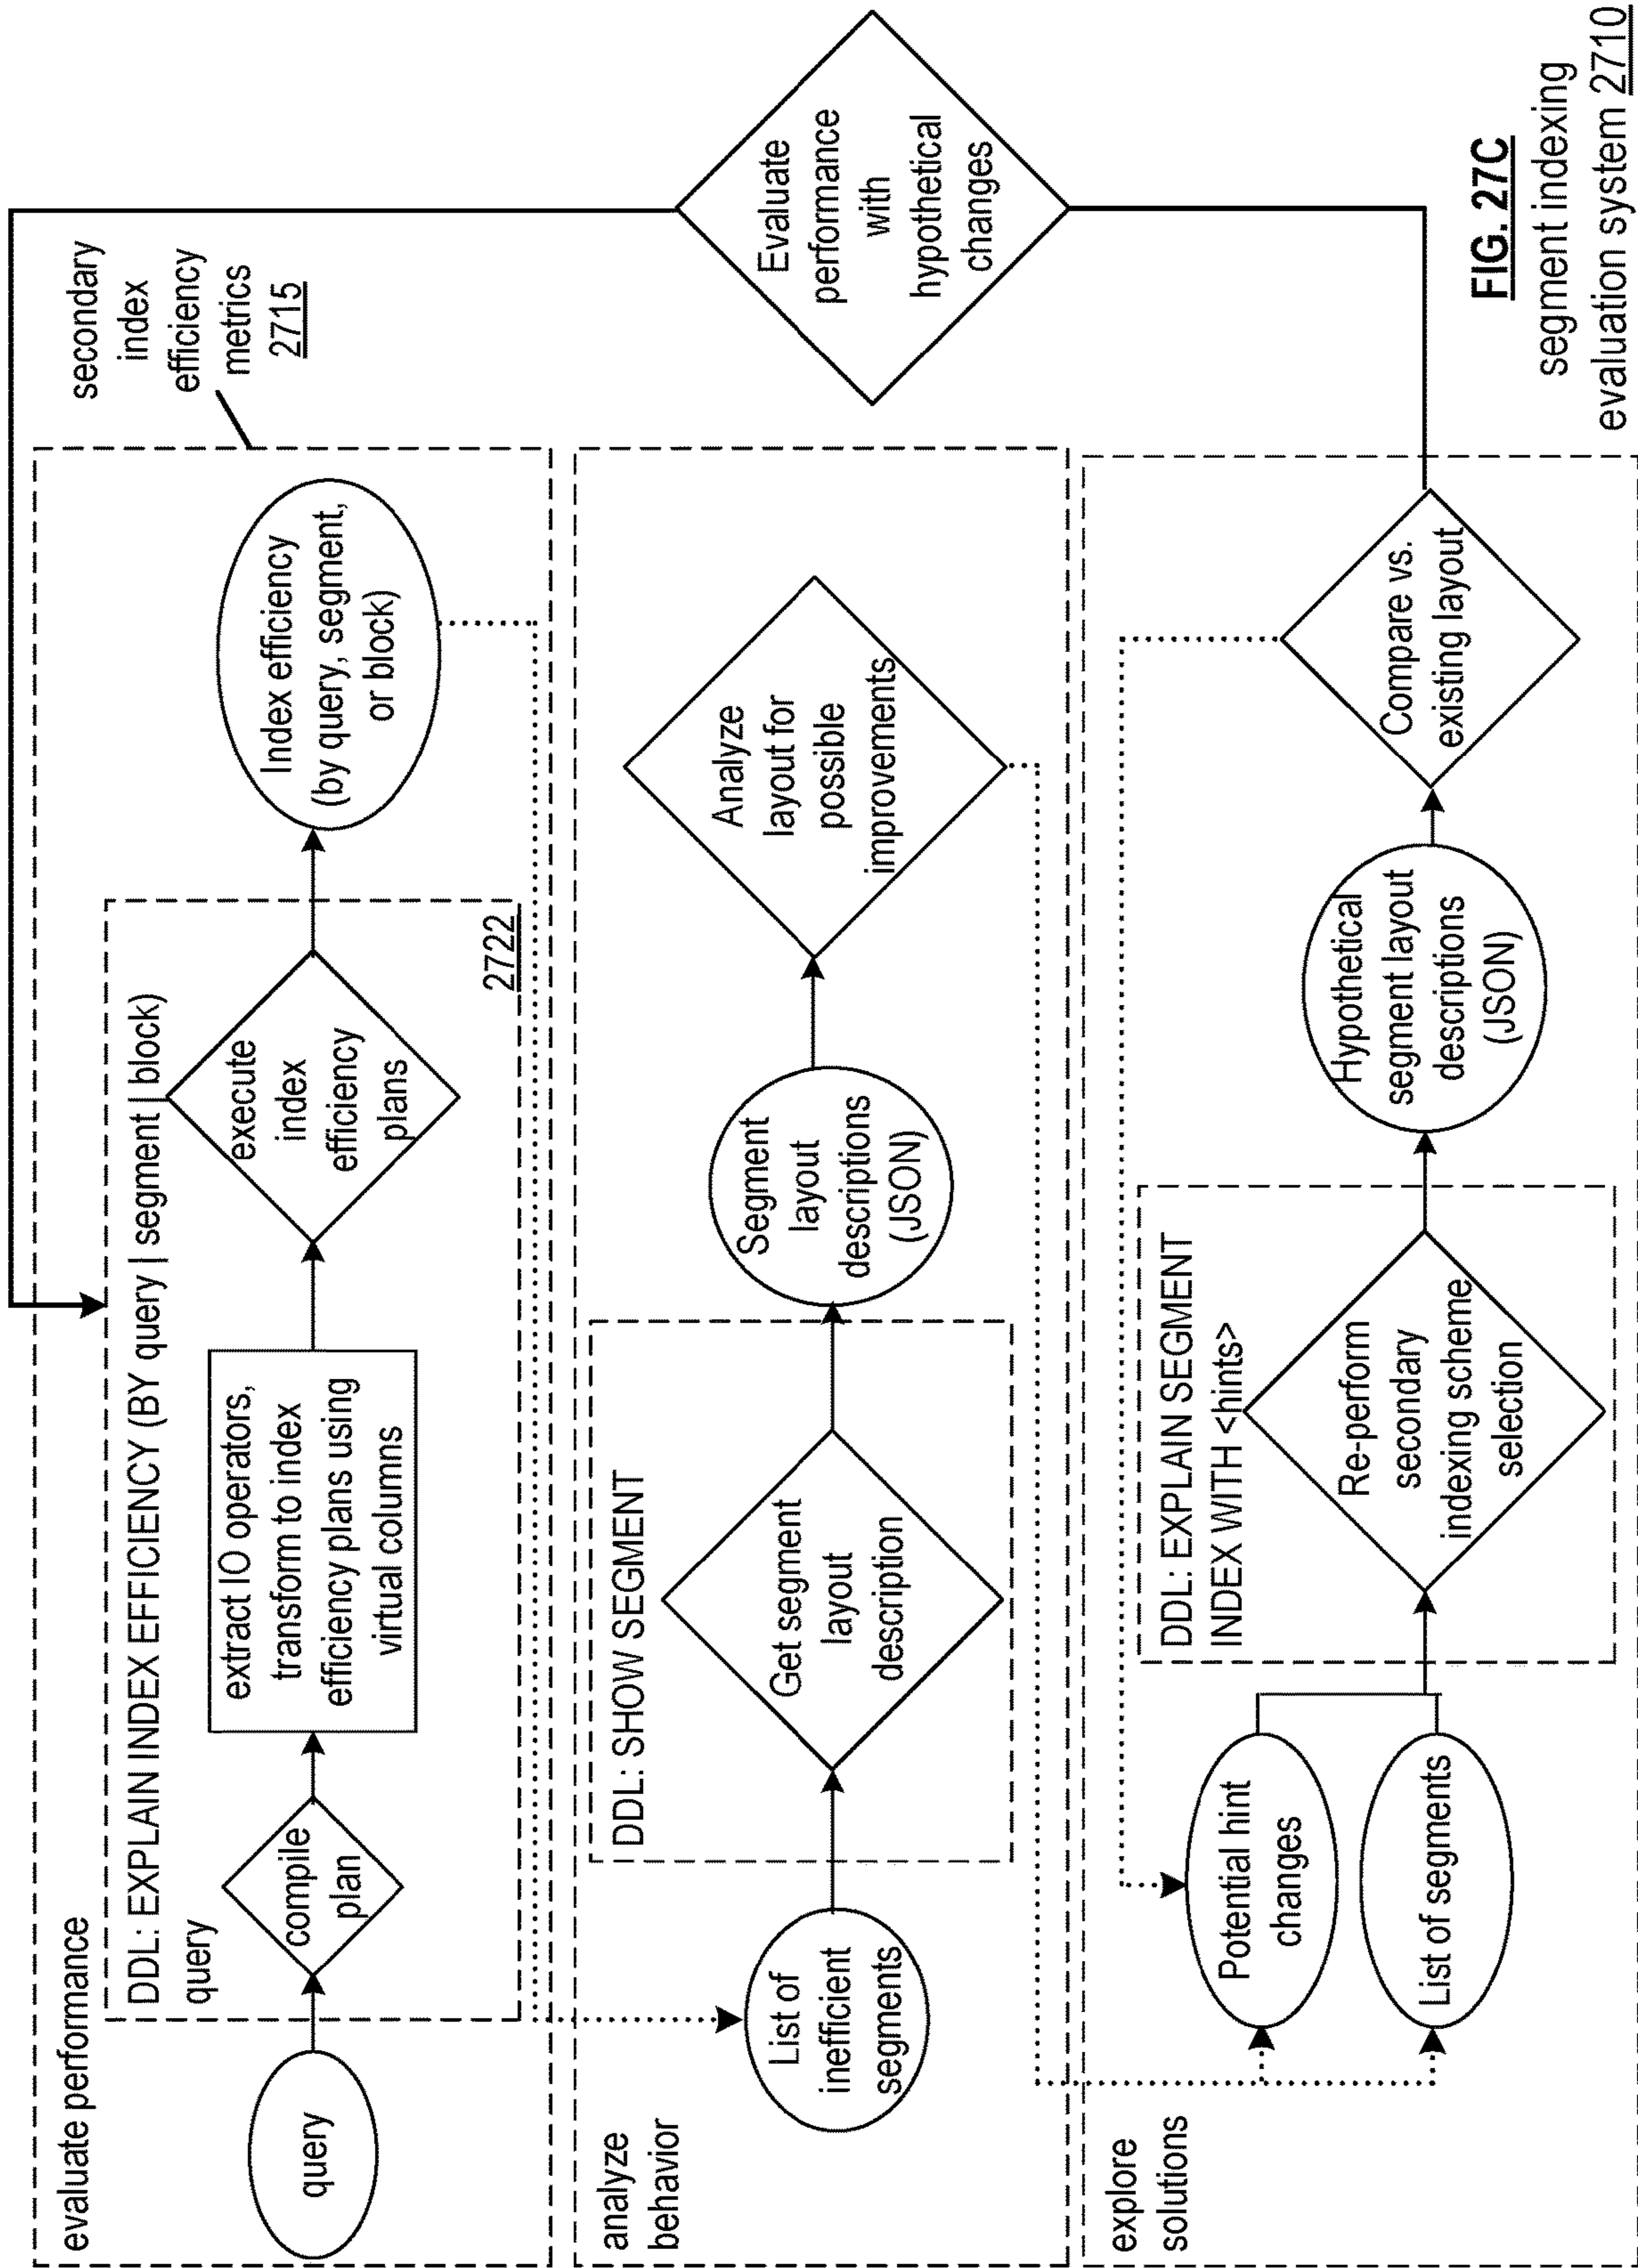 evaluate performance
DDL: EXPLAIN INDEX EFFICIENCY (BY query | segment | block)
query
query
compile
plan
extract IO operators,
transform to index
efficiency plans using
virtual columns
execute
index
efficiency
plans
2722
Index efficiency
(by query, segment,
or block)
secondary
index
efficiency
metrics
2715
analyze
behavior
List of
inefficient
segments
DDL: SHOW SEGMENT
Get segment
layout
description
Segment
layout
descriptions
(JSON)
Analyze
layout for
possible
improvements
Evaluate
performance
with
hypothetical
changes
explore
solutions
Potential hint
changes
List of segments
DDL: EXPLAIN SEGMENT
INDEX WITH <hints>
Re-perform
secondary
indexing scheme
selection
Hypothetical
segment layout
descriptions
(JSON)
Compare vs.
existing layout
FIG. 27C
segment indexing
evaluation system 2710